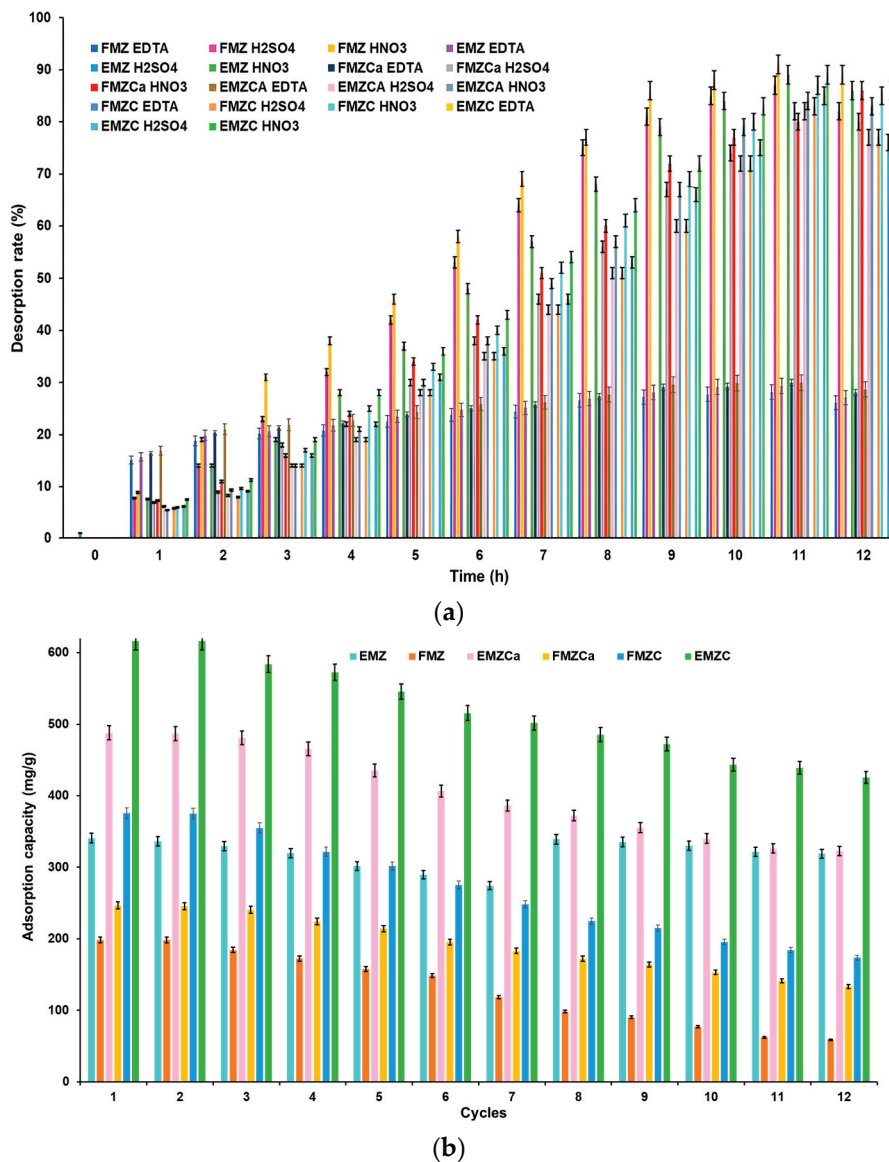 100
90
80
70
60
50
40
30
20
10
0
Desorption rate (%)
FMZ EDTA FMZ H2SO4 FMZ HNO3 EMZ EDTA
EMZ H2SO4 EMZ HNO3 FMZCa EDTA FMZCa H2SO4
FMZCa HNO3 EMZCA EDTA EMZCA H2SO4 EMZCA HNO3
FMZC EDTA FMZC H2SO4 FMZC HNO3 EMZC EDTA
EMZC H2SO4 EMZC HNO3
0 1 2 3 4 5 6 7 8 9 10 11 12
Time (h)
(a)
600
500
400
300
200
100
0
Adsorption capacity (mg/g)
EMZ FMZ EMZCa FMZCa FMZC EMZC
1 2 3 4 5 6 7 8 9 10 11 12
Cycles
(b)